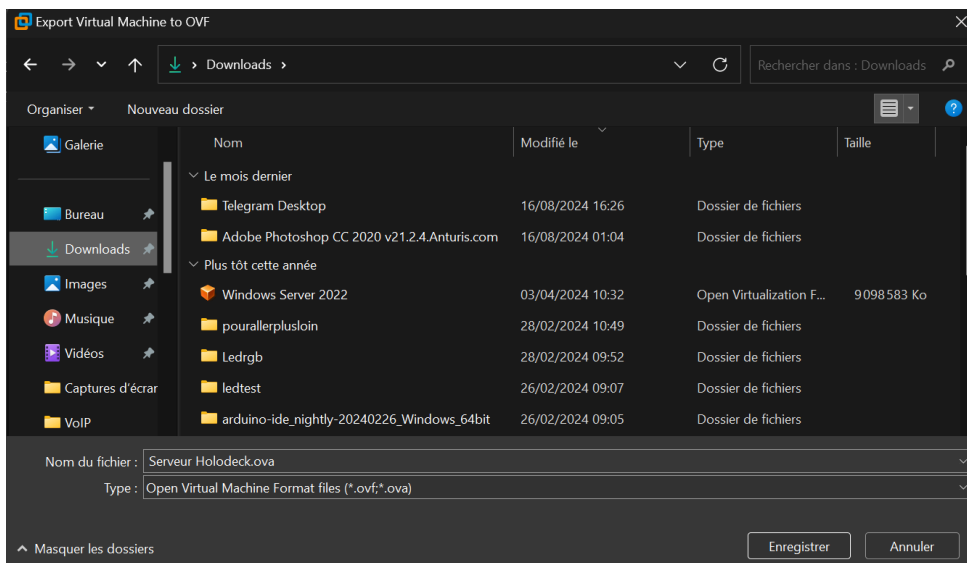 Export Virtual Machine to OVF
Downloads
Rechercher dans : Downloads
Organiser
Nouveau dossier
Galerie
Bureau
Downloads
Images
Musique
Vidéos
Captures d'écrar
VoIP
Nom Modifié le Type Taille
Le mois dernier
Telegram Desktop 16/08/2024 16:26 Dossier de fichiers
Adobe Photoshop CC 2020 v21.2.4.Anturis.com 16/08/2024 01:04 Dossier de fichiers
Plus tôt cette année
Windows Server 2022 03/04/2024 10:32 Open Virtualization F... 9 098 583 Ko
pourallerplusloin 28/02/2024 10:49 Dossier de fichiers
Ledrgb 28/02/2024 09:52 Dossier de fichiers
ledtest 26/02/2024 09:07 Dossier de fichiers
arduino-ide_nightly-20240226_Windows_64bit 26/02/2024 09:05 Dossier de fichiers
Nom du fichier : Serveur Holodeck.ova
Type : Open Virtual Machine Format files (*.ovf;*.ova)
Masquer les dossiers
Enregistrer
Annuler